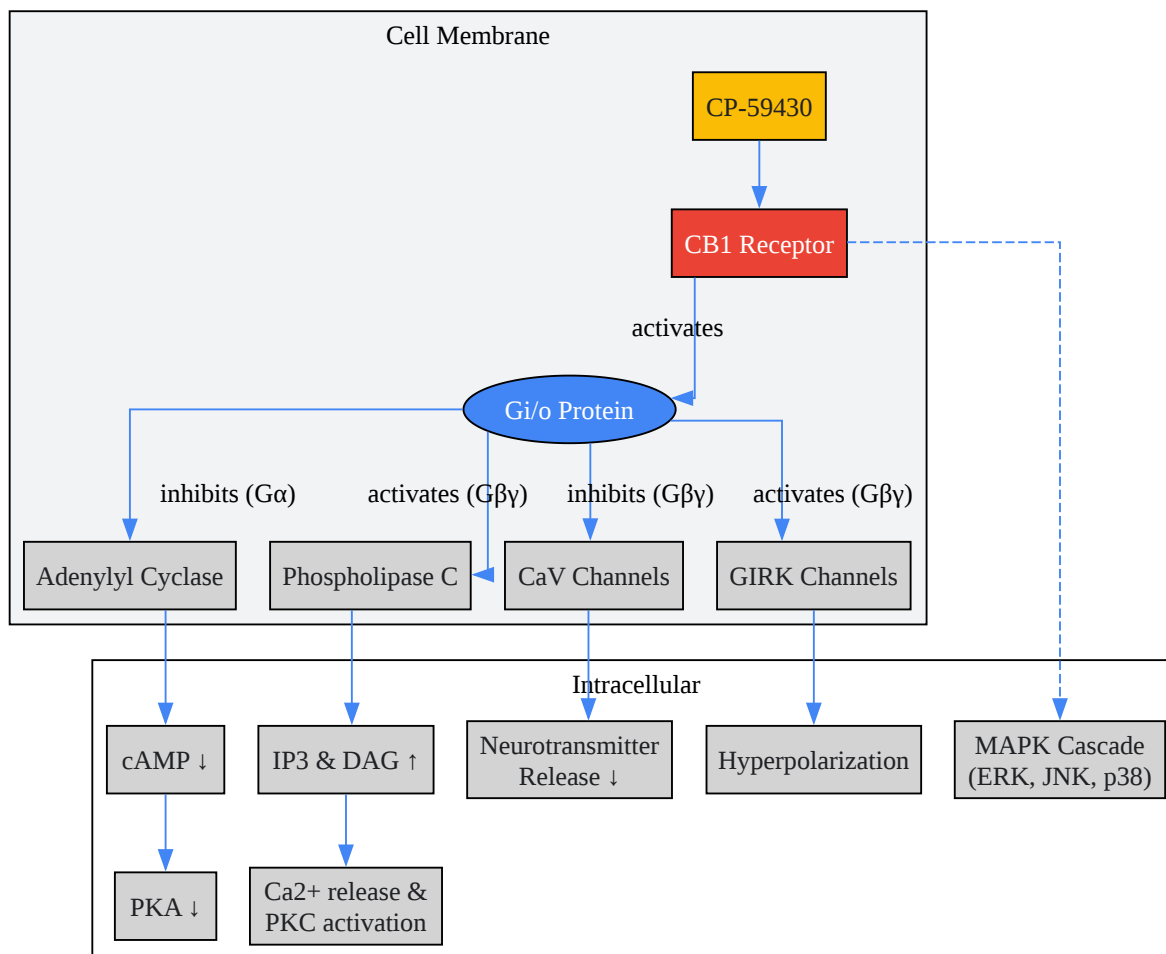 Cell Membrane
CP-59430
CB1 Receptor
activates
Gi/o Protein
inhibits (Gα)
activates (Gβγ)
inhibits (Gβγ)
activates (Gβγ)
Adenylyl Cyclase
Phospholipase C
CaV Channels
GIRK Channels
Intracellular
cAMP ↓
IP3 & DAG ↑
Neurotransmitter
Release ↓
Hyperpolarization
MAPK Cascade
(ERK, JNK, p38)
PKA ↓
Ca2+ release &
PKC activation